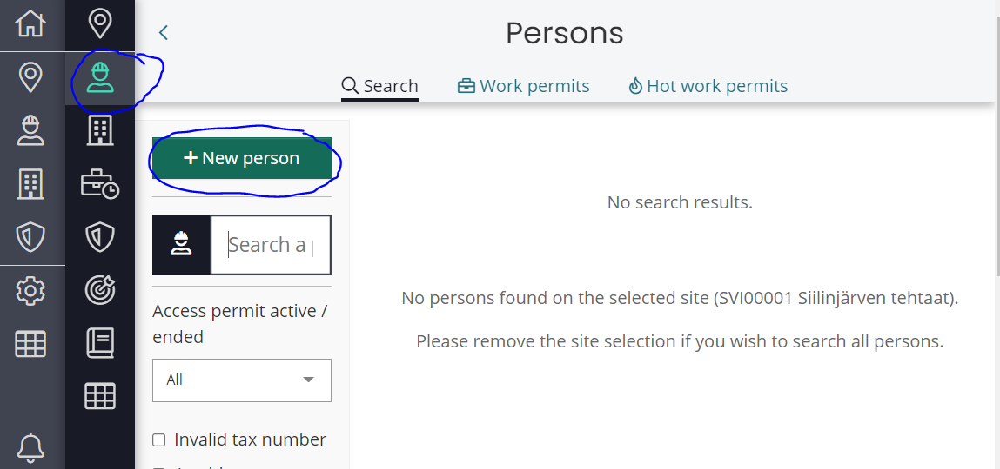 Persons
Search
Work permits
Hot work permits
+ New person
Search a
Access permit active /
ended
All
Invalid tax number
No search results.
No persons found on the selected site (SVI00001 Siilinjärven tehtaat).
Please remove the site selection if you wish to search all persons.